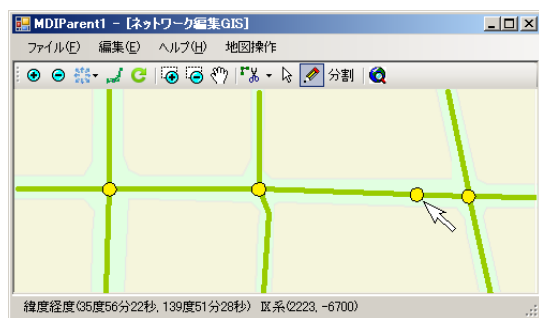 MDIParent1 - [ネットワーク編集GIS]
ファイル(F) 編集(E) ヘルプ(H) 地図操作
分割
緯度経度(35度56分22秒, 139度51分28秒) Ⅸ系(2223, -6700)